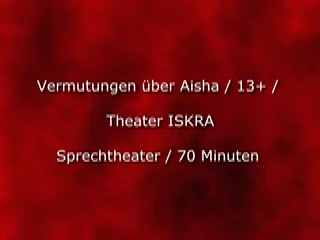 Vermutungen über Aisha / 13+ /
Theater ISKRA
Sprechtheater / 70 Minuten